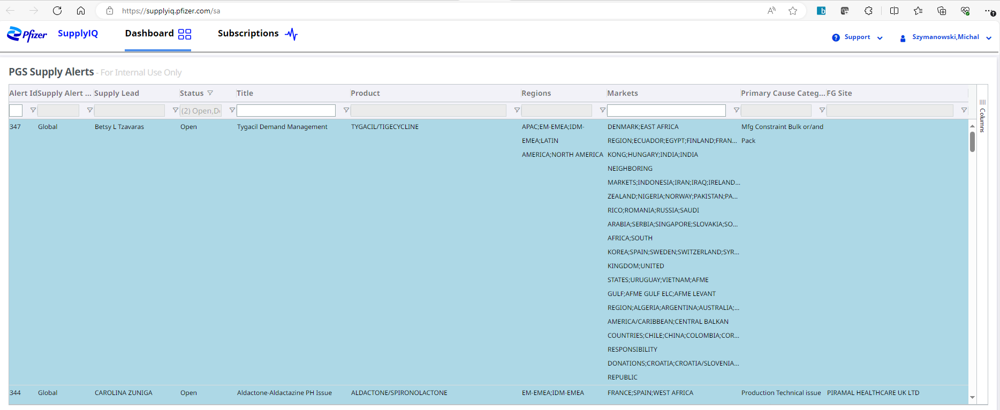 https://supplyiq.pfizer.com/sa
Pfizer SupplyIQ Dashboard Subscriptions Support Szymanowski,Michal
PGS Supply Alerts - For Internal Use Only
Alert Id Supply Alert ... Supply Lead Status Title Product Regions Markets Primary Cause Categ... FG Site
(2) Open,D
Columns
347 Global Betsy L Tzavaras Open Tygacil Demand Management TYGACIL/TIGECYCLINE APAC;EM-EMEA;IDM- DENMARK;EAST AFRICA Mfg Constraint Bulk or/and
EMEA;LATIN REGION;ECUADOR;EGYPT;FINLAND;FRAN... Pack
AMERICA;NORTH AMERICA KONG;HUNGARY;INDIA;INDIA
NEIGHBORING
MARKETS;INDONESIA;IRAN;IRAQ;IRELAND...
ZEALAND;NIGERIA;NORWAY;PAKISTAN;PA...
RICO;ROMANIA;RUSSIA;SAUDI
ARABIA;SERBIA;SINGAPORE;SLOVAKIA;SO...
AFRICA;SOUTH
KOREA;SPAIN;SWEDEN;SWITZERLAND;SYR...
KINGDOM;UNITED
STATES;URUGUAY;VIETNAM;AFME
GULF;AFME GULF ELC;AFME LEVANT
REGION;ALGERIA;ARGENTINA;AUSTRALIA;...
AMERICA/CARIBBEAN;CENTRAL BALKAN
COUNTRIES;CHILE;CHINA;COLOMBIA;COR...
RESPONSIBILITY
DONATIONS;CROATIA;CROATIA/SLOVENIA...
REPUBLIC
344 Global CAROLINA ZUNIGA Open Aldactone-Aldactazine PH Issue ALDACTONE/SPIRONOLACTONE EM-EMEA;IDM-EMEA FRANCE;SPAIN;WEST AFRICA Production Technical issue PIRAMAL HEALTHCARE UK LTD